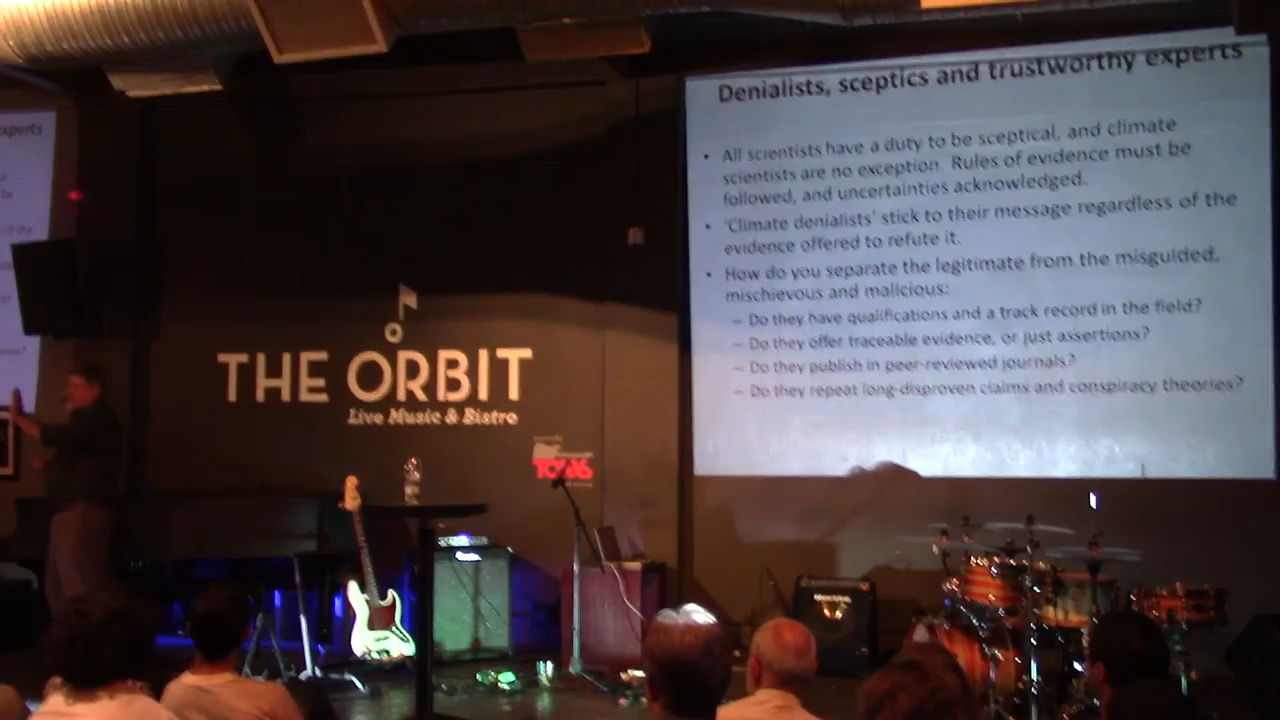 experts
THE ORBIT
Live Music & Bistro
Denialists, sceptics and trustworthy experts
• All scientists have a duty to be sceptical, and climate
scientists are no exception. Rules of evidence must be
followed, and uncertainties acknowledged.
• 'Climate denialists' stick to their message regardless of the
evidence offered to refute it.
• How do you separate the legitimate from the misguided,
mischievous and malicious:
– Do they have qualifications and a track record in the field?
– Do they offer traceable evidence, or just assertions?
– Do they publish in peer-reviewed journals?
– Do they repeat long-disproven claims and conspiracy theories?